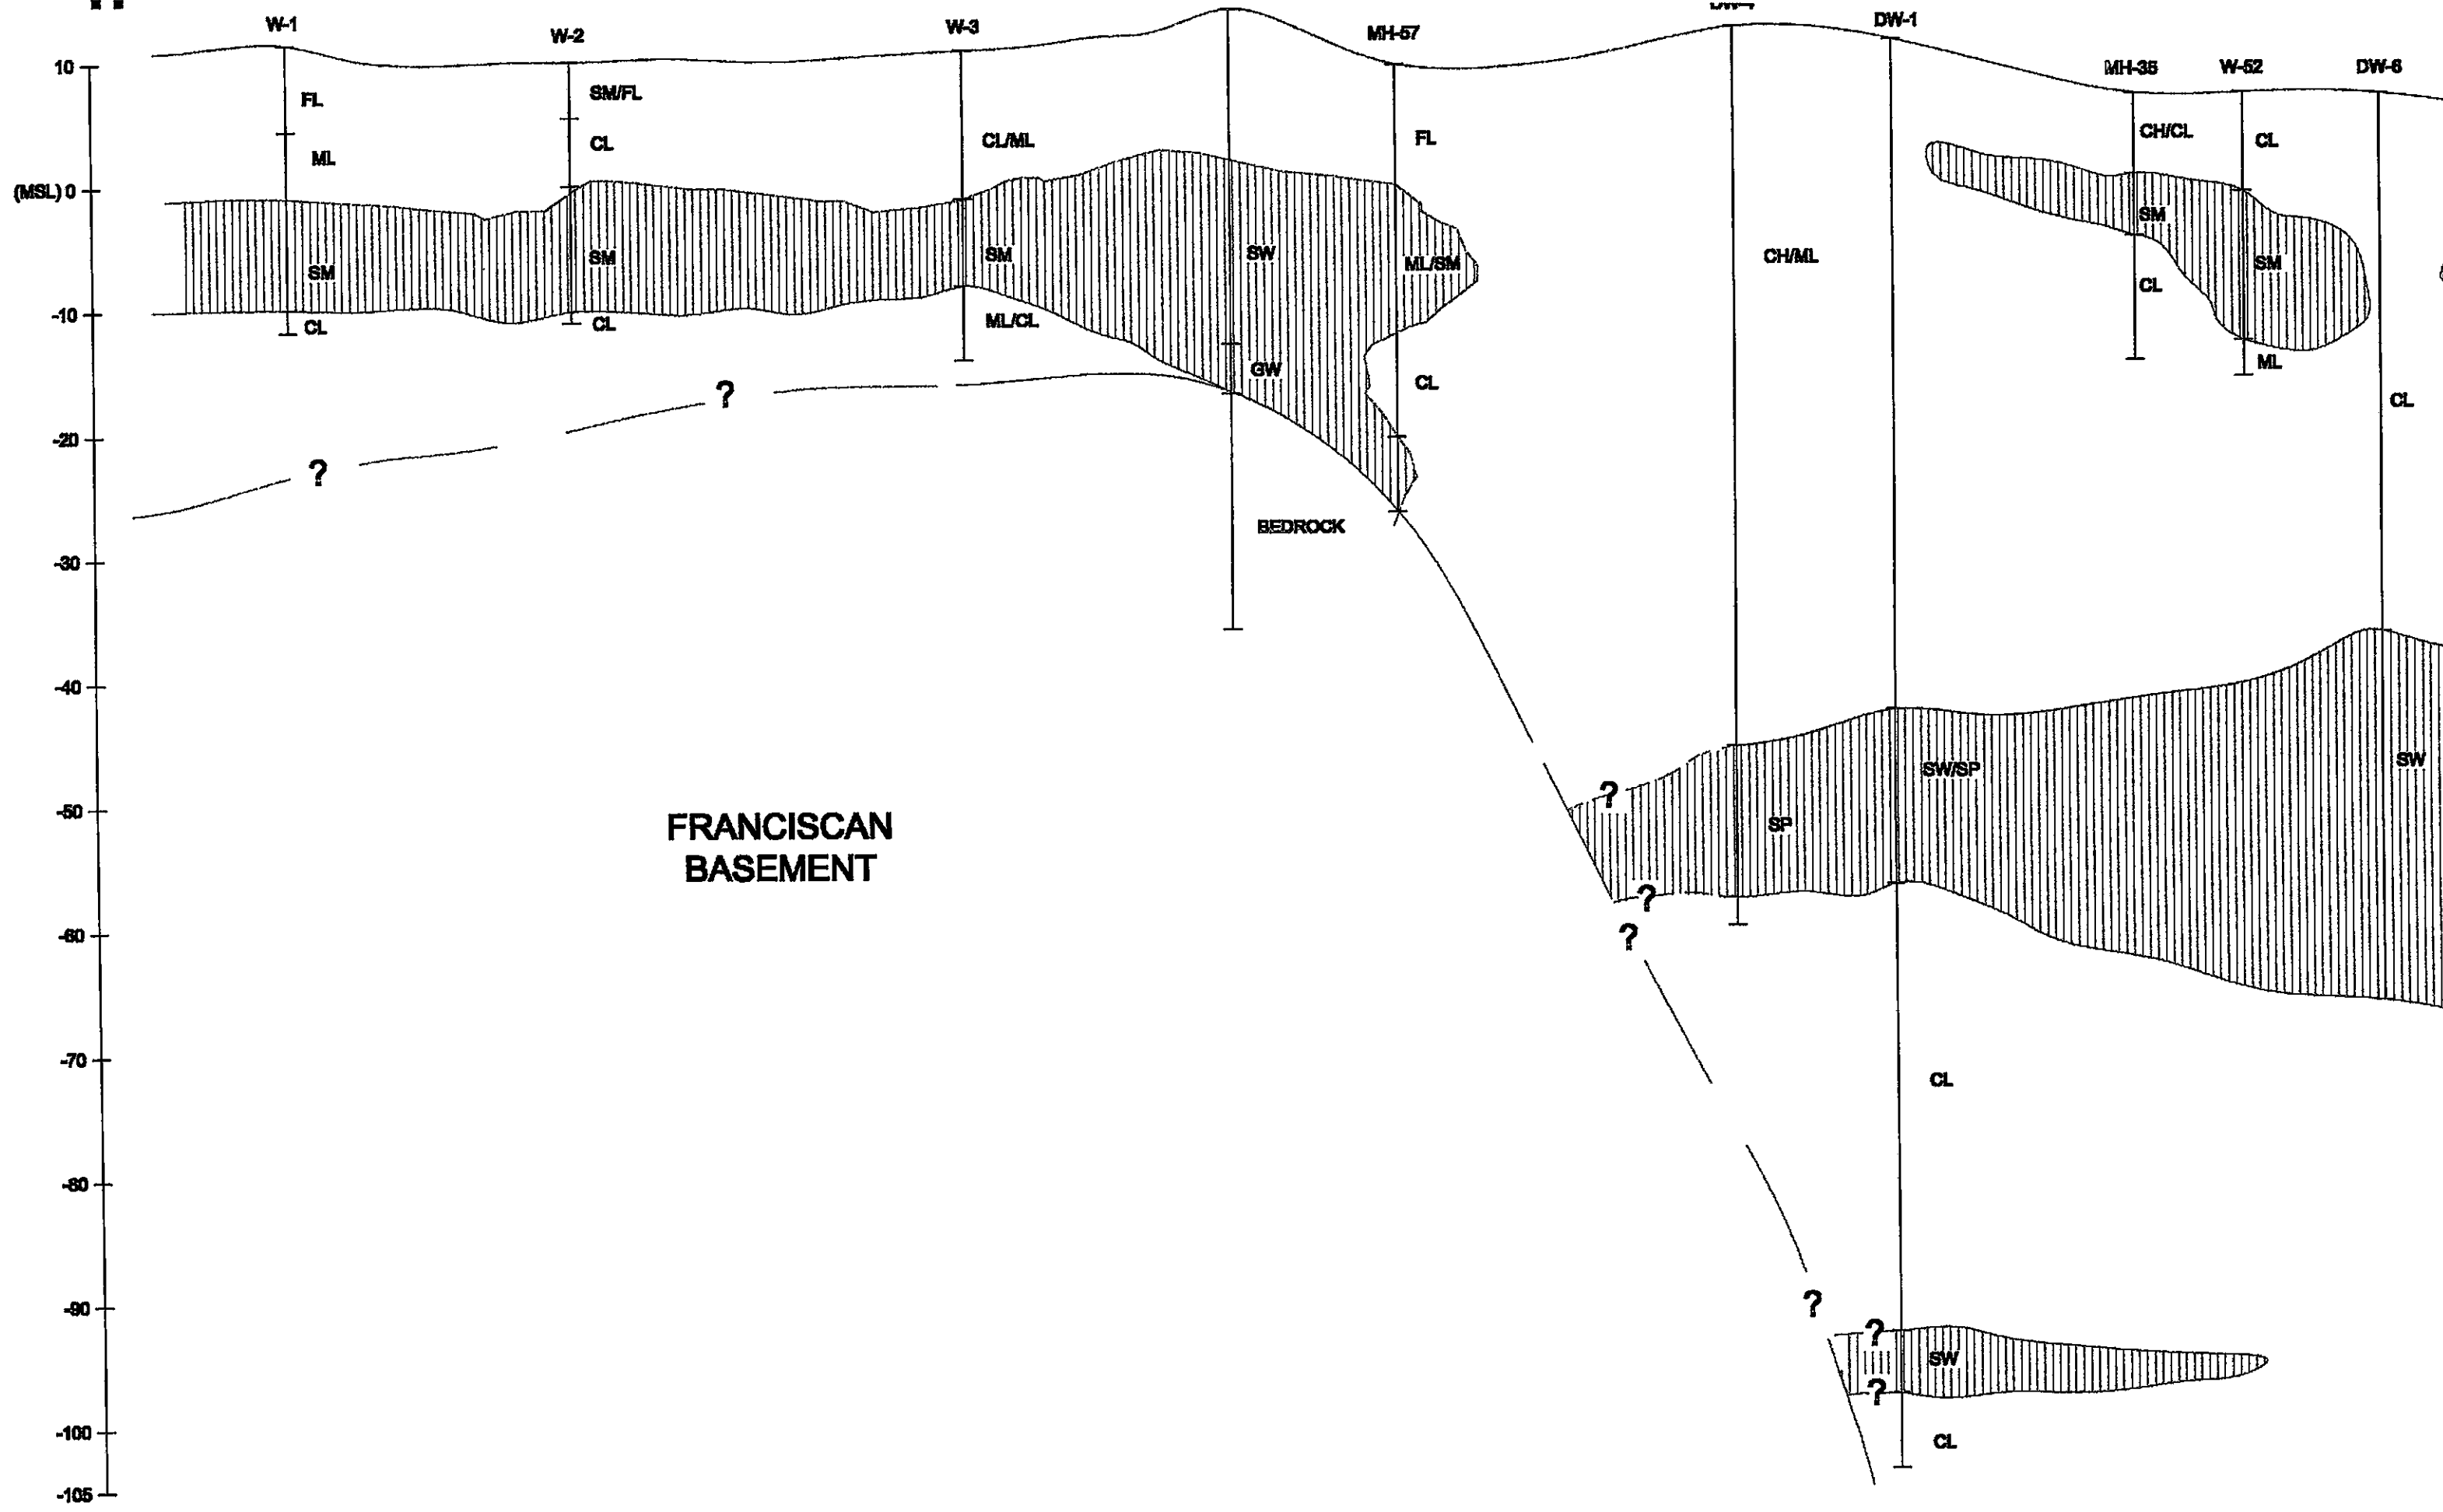 W-1
W-2
W-3
MH-57
DW-1
MH-35
W-52
DW-6
10
(MSL) 0
-10
-20
-30
-40
-50
-60
-70
-80
-90
-100
-105
FL
ML
SM
CL
SM/FL
CL
SM
CL
CL/ML
SM
ML/CL
SW
GW
BEDROCK
FL
ML/SM
CL
CH/ML
SP
SW/SP
CL
SW
CL
CH/CL
SM
CL
CL
SM
ML
CL
SW
?
?
?
?
?
?
?
?
FRANCISCAN
BASEMENT